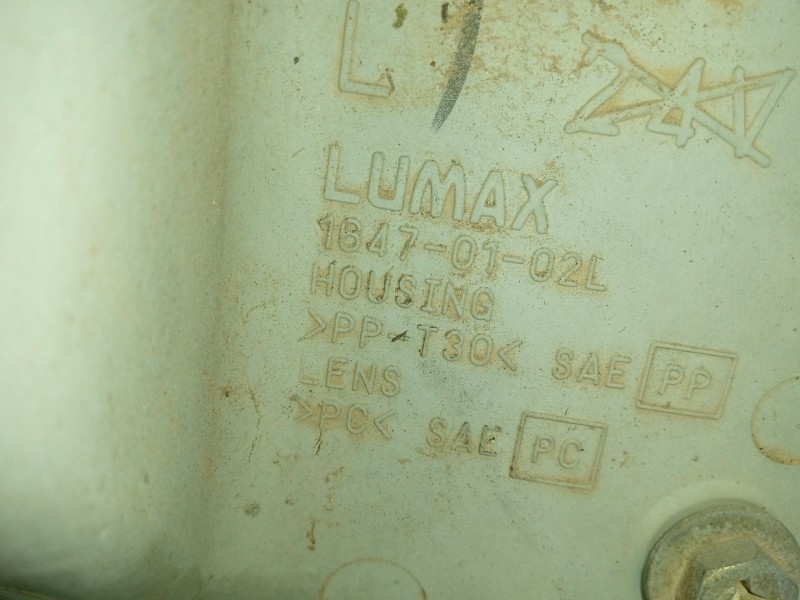 L
LUMAX
1647-01-02L
HOUSING
>PP-T30< SAE PP
LENS
>PC< SAE PC